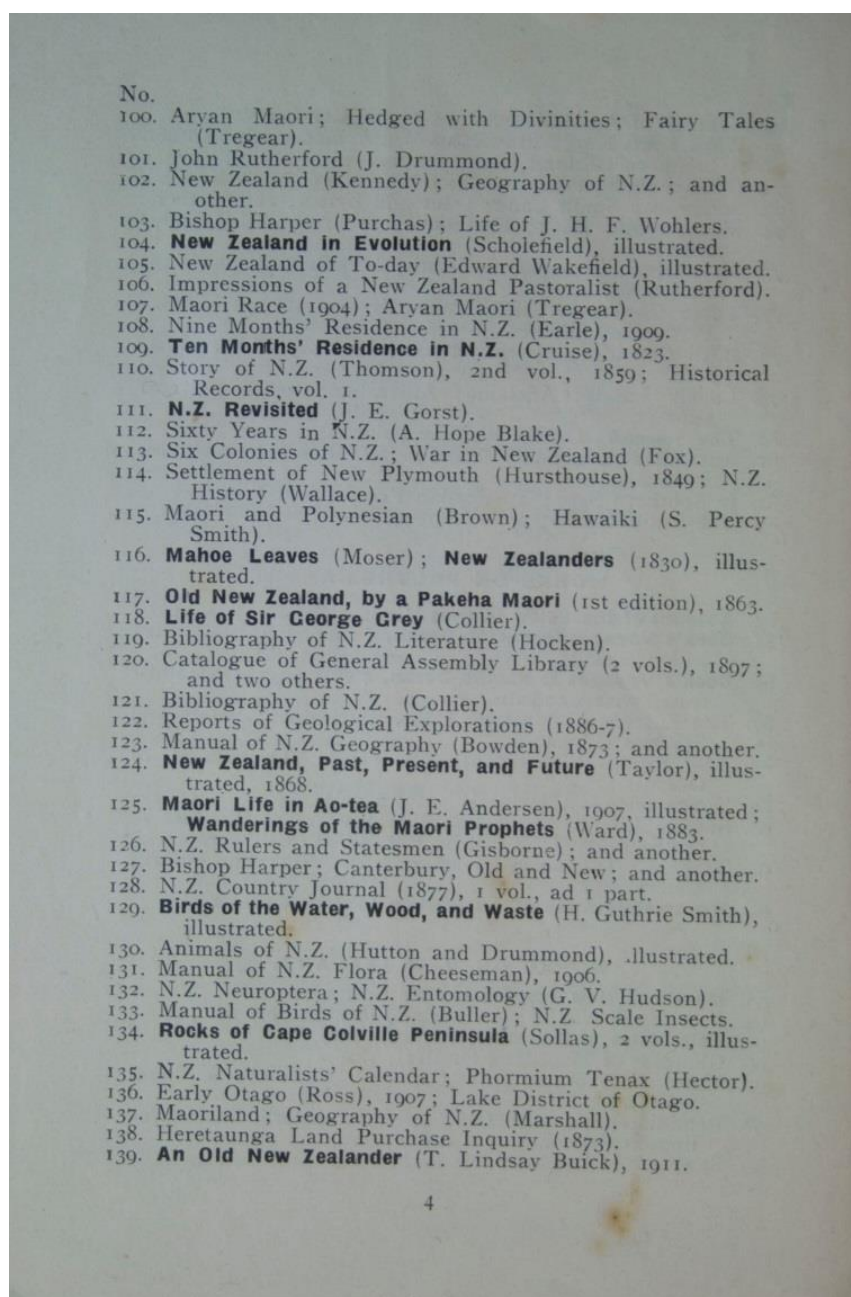 No.
100. Aryan Maori; Hedged with Divinities; Fairy Tales
(Tregear).
101. John Rutherford (J. Drummond).
102. New Zealand (Kennedy); Geography of N.Z.; and an-
other.
103. Bishop Harper (Purchas); Life of J. H. F. Wohlers.
104. New Zealand in Evolution (Scholefield), illustrated.
105. New Zealand of To-day (Edward Wakefield), illustrated.
106. Impressions of a New Zealand Pastoralist (Rutherford).
107. Maori Race (1904); Aryan Maori (Tregear).
108. Nine Months' Residence in N.Z. (Earle), 1909.
109. Ten Months' Residence in N.Z. (Cruise), 1823.
110. Story of N.Z. (Thomson), 2nd vol., 1859; Historical
Records, vol. 1.
111. N.Z. Revisited (J. E. Gorst).
112. Sixty Years in N.Z. (A. Hope Blake).
113. Six Colonies of N.Z.; War in New Zealand (Fox).
114. Settlement of New Plymouth (Hursthouse), 1849; N.Z.
History (Wallace).
115. Maori and Polynesian (Brown); Hawaiki (S. Percy
Smith).
116. Mahoe Leaves (Moser); New Zealanders (1830), illus-
trated.
117. Old New Zealand, by a Pakeha Maori (1st edition), 1863.
118. Life of Sir George Grey (Collier).
119. Bibliography of N.Z. Literature (Hocken).
120. Catalogue of General Assembly Library (2 vols.), 1897;
and two others.
121. Bibliography of N.Z. (Collier).
122. Reports of Geological Explorations (1886-7).
123. Manual of N.Z. Geography (Bowden), 1873; and another.
124. New Zealand, Past, Present, and Future (Taylor), illus-
trated, 1868.
125. Maori Life in Ao-tea (J. E. Andersen), 1907, illustrated;
Wanderings of the Maori Prophets (Ward), 1883.
126. N.Z. Rulers and Statesmen (Gisborne); and another.
127. Bishop Harper; Canterbury, Old and New; and another.
128. N.Z. Country Journal (1877), 1 vol., ad 1 part.
129. Birds of the Water, Wood, and Waste (H. Guthrie Smith),
illustrated.
130. Animals of N.Z. (Hutton and Drummond), .llustrated.
131. Manual of N.Z. Flora (Cheeseman), 1906.
132. N.Z. Neuroptera; N.Z. Entomology (G. V. Hudson).
133. Manual of Birds of N.Z. (Buller); N.Z Scale Insects.
134. Rocks of Cape Colville Peninsula (Sollas), 2 vols., illus-
trated.
135. N.Z. Naturalists' Calendar; Phormium Tenax (Hector).
136. Early Otago (Ross), 1907; Lake District of Otago.
137. Maoriland; Geography of N.Z. (Marshall).
138. Heretaunga Land Purchase Inquiry (1873).
139. An Old New Zealander (T. Lindsay Buick), 1911.
4